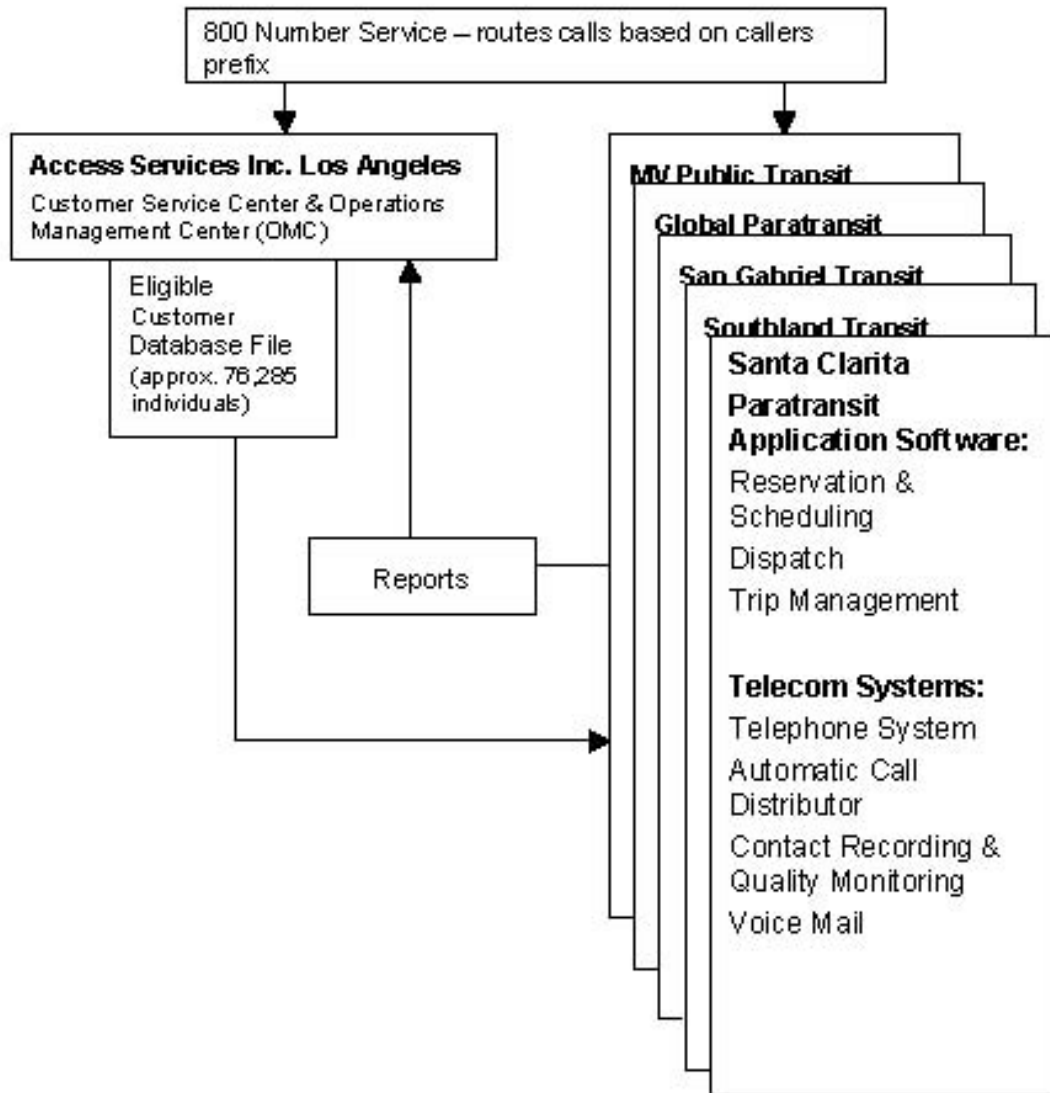 800 Number Service – routes calls based on callers
prefix
Access Services Inc. Los Angeles
Customer Service Center & Operations
Management Center (OMC)
Eligible
Customer
Database File
(approx. 76,285
individuals)
Reports
MV Public Transit
Global Paratransit
San Gabriel Transit
Southland Transit
Santa Clarita
Paratransit
Application Software:
Reservation &
Scheduling
Dispatch
Trip Management
Telecom Systems:
Telephone System
Automatic Call
Distributor
Contact Recording &
Quality Monitoring
Voice Mail